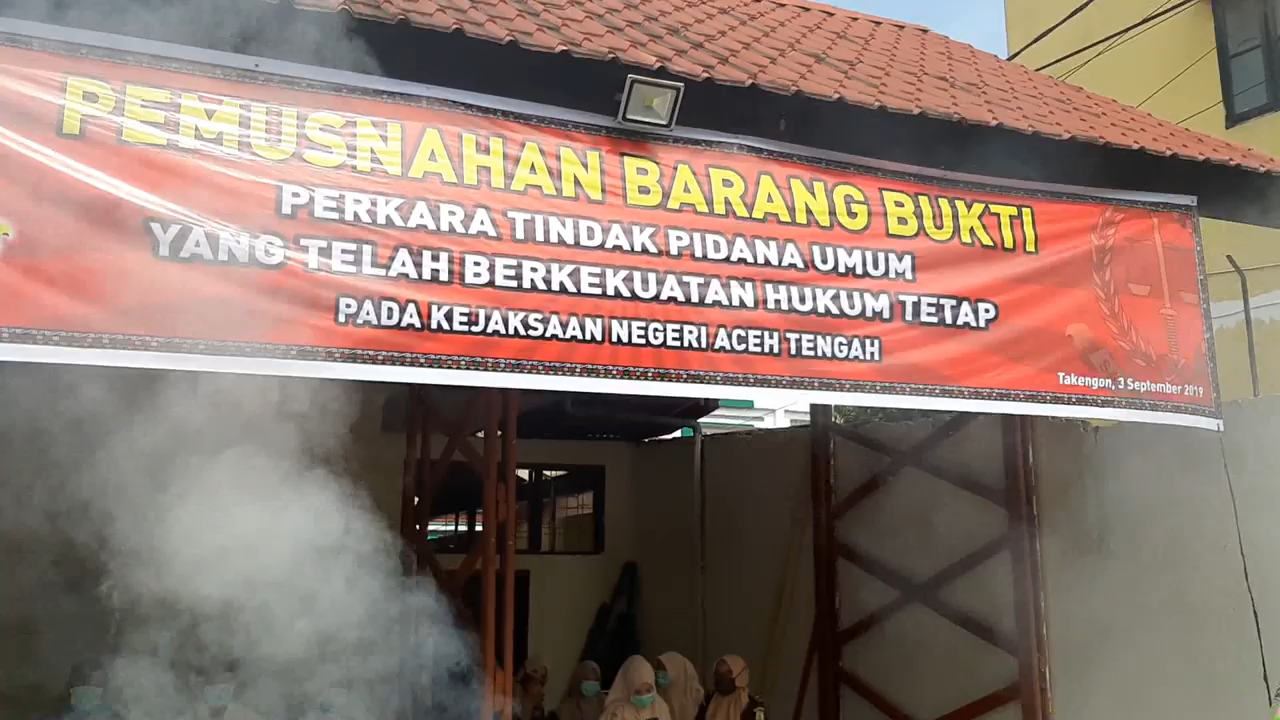 PEMUSNAHAN BARANG BUKTI
PERKARA TINDAK PIDANA UMUM
YANG TELAH BERKEKUATAN HUKUM TETAP
PADA KEJAKSAAN NEGERI ACEH TENGAH
Takengon, 3 September 2019